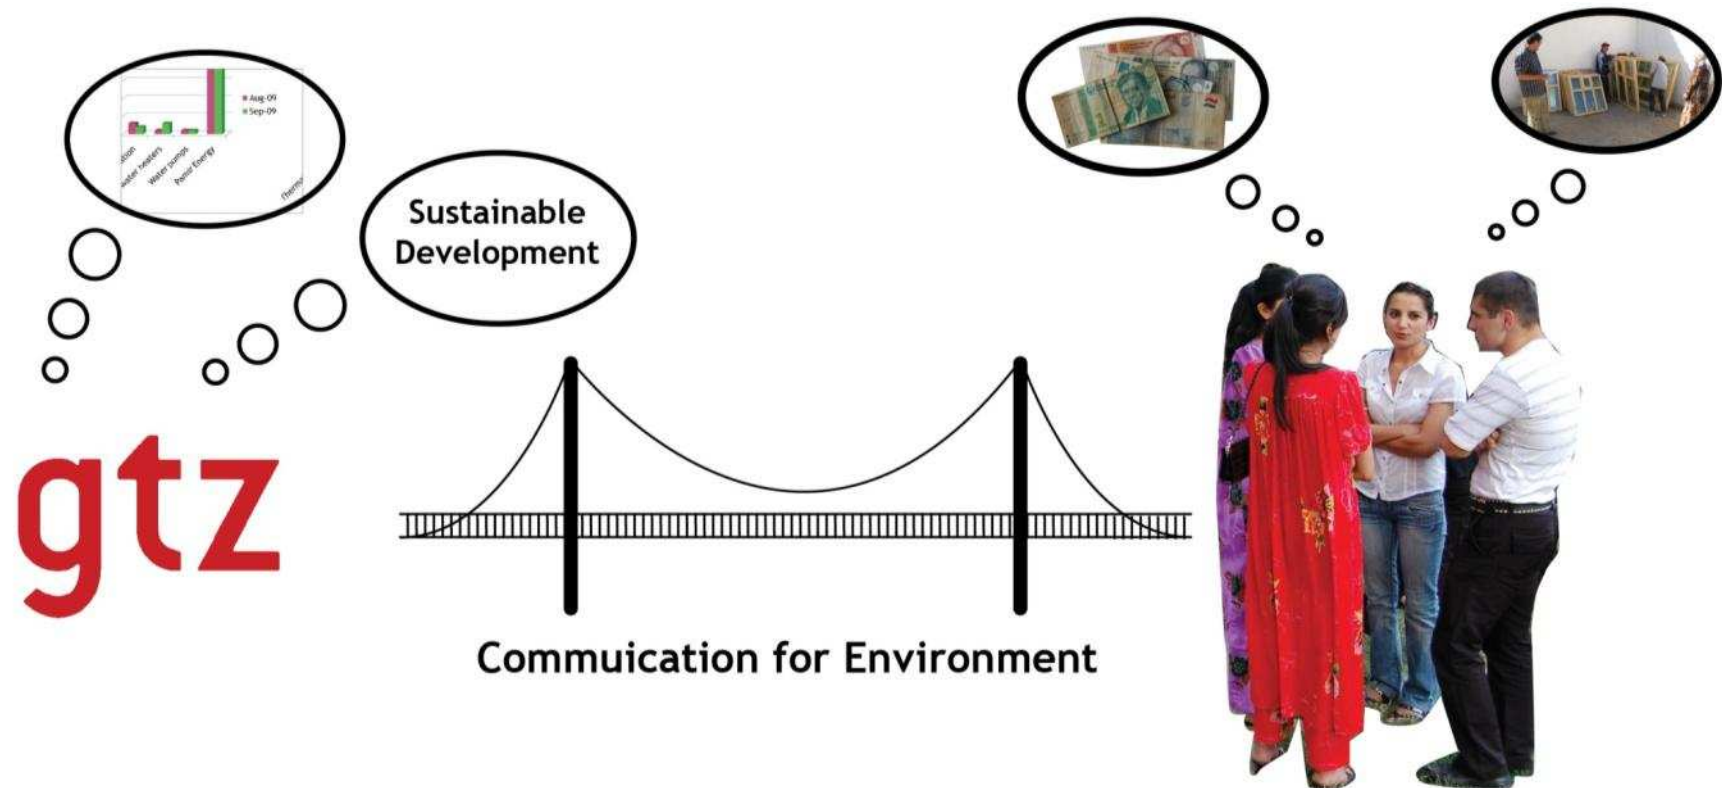 Aug-09
Sep-09
water heaters
Water pumps
Pamir Energy
Sustainable
Development
gtz
Commuication for Environment